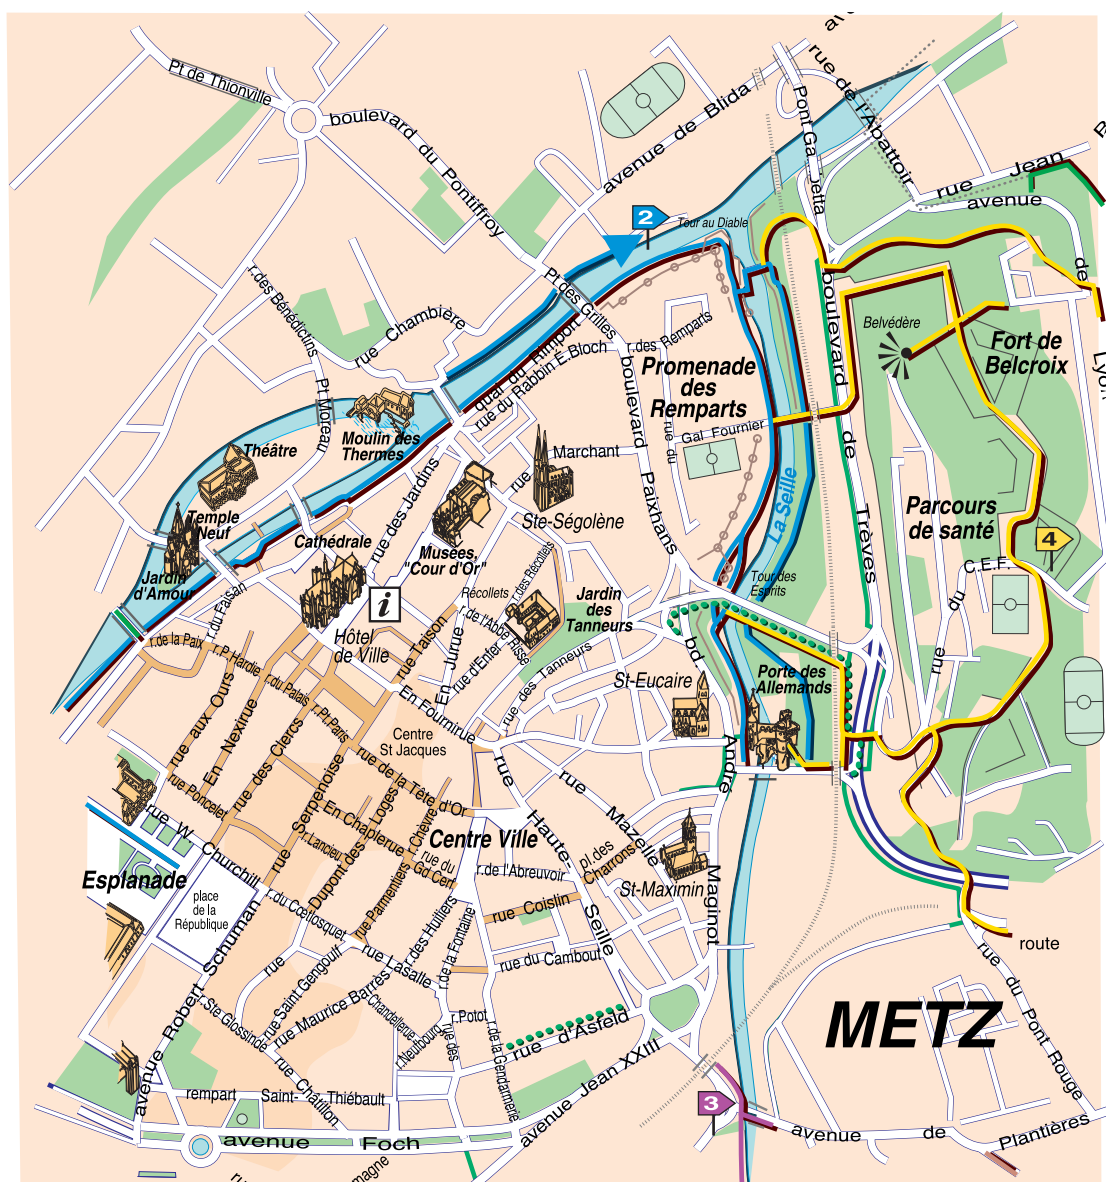 Pt de Thionville
boulevard du Pontiffroy
avenue de Blida
rue de l'Abattoir
rue Jean
avenue
de
Lyon
2
Tour au Diable
r.des Bénédictins
Pt des Grilles
rue Chambière
quai du Rimport
rue du Rabbin E.Bloch
r.des Remparts
boulevard Paixhans
Promenade
des
Remparts
rue du
Gal Fournier
boulevard de Trèves
Belvédère
Fort de
Belcroix
Pt Moreau
Moulin des
Thermes
Théâtre
Temple
Neuf
Jardin
d'Amour
Cathédrale
rue des Jardins
Musées,
"Cour d'Or"
rue Marchant
Ste-Ségolène
La Seille
Parcours
de santé
4
C.E.F.
rue du
Tour des
Esprits
i
Récollets
r.des Récollets
r.de l'Abbé Risse
Jardin
des
Tanneurs
Hôtel
de Ville
r.du Faisan
r.de la Paix
r.P.Hardie
r.du Palais
r.Pt.Paris
rue Taison
En Jurue
rue d'Enfer
rue des Tanneurs
En Fournirue
St-Eucaire
bd
André
Maginot
Porte des
Allemands
Centre
St Jacques
rue aux Ours
En Nexirue
rue des Clercs
rue Serpenoise
rue de la Tête d'Or
En Chaplerue
rue Poncelet
r.Lancieu
Dupont des Loges
Chèvre
rue du
Gd Cerf
rue Parmentiers
Centre Ville
rue Haute-Seille
rue Mazelle
pl.des
Charrons
St-Maximin
r.de l'Abreuvoir
rue Coislin
rue du Cambout
rue W. Churchill
Esplanade
place
de la
République
r.du Cœtlosquet
avenue Robert Schuman
rue Saint Gengoulf
rue Lasalle
r.des Huiliers
r.de la Fontaine
r.Ste Glossinde
rue Maurice Barrès
r.Chandellerue
r.Neufbourg
rue des
r.Potot
r.de la Gendarmerie
rue d'Asfeld
rue Châtillon
rempart Saint-Thiébault
avenue Foch
avenue Jean XXIII
3
METZ
route
rue du Pont Rouge
avenue de Plantières